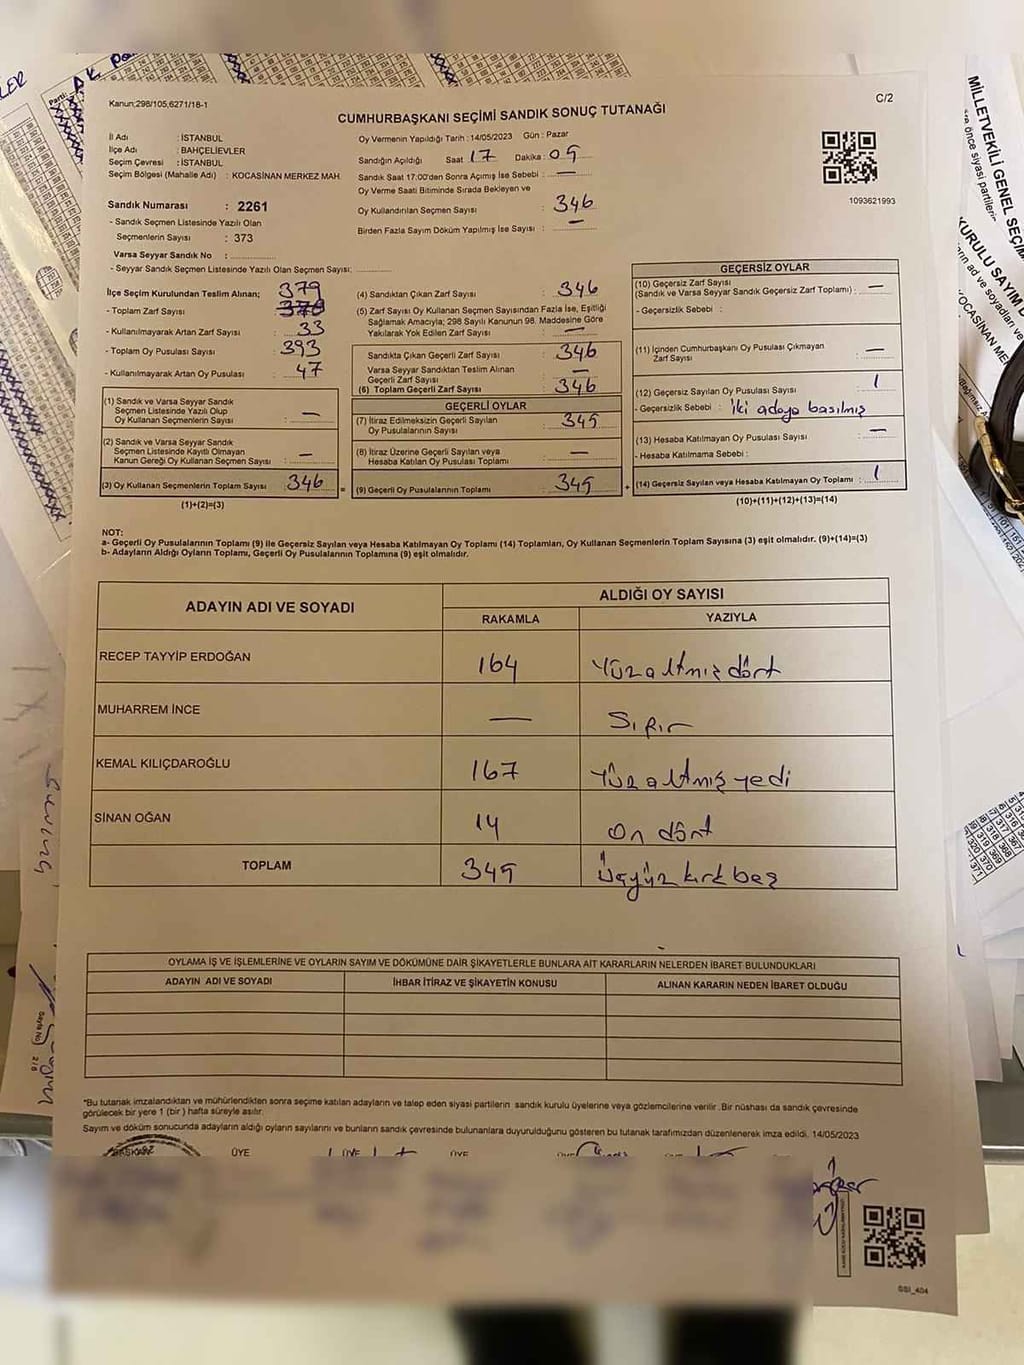 Kanun;298/105;6271/18-1
C/2
CUMHURBAŞKANI SEÇİMİ SANDIK SONUÇ TUTANAĞI
İl Adı : İSTANBUL
İlçe Adı : BAHÇELİEVLER
Seçim Çevresi : İSTANBUL
Seçim Bölgesi (Mahalle Adı) : KOCASİNAN MERKEZ MAH.
Sandık Numarası : 2261
- Sandık Seçmen Listesinde Yazılı Olan
Seçmenlerin Sayısı : 373
Varsa Seyyar Sandık No :
- Seyyar Sandık Seçmen Listesinde Yazılı Olan Seçmen Sayısı:
Oy Vermenin Yapıldığı Tarih : 14/05/2023 Gün : Pazar
Sandığın Açıldığı Saat 17 Dakika : 05
Sandık Saat 17:00'den Sonra Açımış İse Sebebi : —
Oy Verme Saati Bitiminde Sırada Bekleyen ve
Oy Kullandırılan Seçmen Sayısı : 346
Birden Fazla Sayım Döküm Yapılmış İse Sayısı : —
1093621993
İlçe Seçim Kurulundan Teslim Alınan; 379
- Toplam Zarf Sayısı :
- Kullanılmayarak Artan Zarf Sayısı : 33
- Toplam Oy Pusulası Sayısı : 393
- Kullanılmayarak Artan Oy Pusulası : 47
(1) Sandık ve Varsa Seyyar Sandık
Seçmen Listesinde Yazılı Olup
Oy Kullanan Seçmenlerin Sayısı : —
(2) Sandık ve Varsa Seyyar Sandık
Seçmen Listesinde Kayıtlı Olmayan
Kanun Gereği Oy Kullanan Seçmen Sayısı : —
(3) Oy Kullanan Seçmenlerin Toplam Sayısı : 346 =
(1)+(2)=(3)
(4) Sandıktan Çıkan Zarf Sayısı : 346
(5) Zarf Sayısı Oy Kullanan Seçmen Sayısından Fazla İse, Eşitliği
Sağlamak Amacıyla; 298 Sayılı Kanunun 98. Maddesine Göre
Yakılarak Yok Edilen Zarf Sayısı : —
Sandıkta Çıkan Geçerli Zarf Sayısı : 346
Varsa Seyyar Sandıktan Teslim Alınan
Geçerli Zarf Sayısı : —
(6) Toplam Geçerli Zarf Sayısı : 346
GEÇERLİ OYLAR
(7) İtiraz Edilmeksizin Geçerli Sayılan
Oy Pusulalarının Sayısı : 345
(8) İtiraz Üzerine Geçerli Sayılan veya
Hesaba Katılan Oy Pusulası Toplamı : —
(9) Geçerli Oy Pusulalarının Toplamı : 345 +
GEÇERSİZ OYLAR
(10) Geçersiz Zarf Sayısı
(Sandık ve Varsa Seyyar Sandık Geçersiz Zarf Toplamı) : —
- Geçersizlik Sebebi :
(11) İçinden Cumhurbaşkanı Oy Pusulası Çıkmayan
Zarf Sayısı : —
(12) Geçersiz Sayılan Oy Pusulası Sayısı : 1
- Geçersizlik Sebebi : iki adaya basılmış
(13) Hesaba Katılmayan Oy Pusulası Sayısı : —
- Hesaba Katılmama Sebebi :
(14) Geçersiz Sayılan veya Hesaba Katılmayan Oy Toplamı : 1
(10)+(11)+(12)+(13)=(14)
NOT:
a- Geçerli Oy Pusulalarının Toplamı (9) ile Geçersiz Sayılan veya Hesaba Katılmayan Oy Toplamı (14) Toplamları, Oy Kullanan Seçmenlerin Toplam Sayısına (3) eşit olmalıdır. (9)+(14)=(3)
b- Adayların Aldığı Oyların Toplamı, Geçerli Oy Pusulalarının Toplamına (9) eşit olmalıdır.
ADAYIN ADI VE SOYADI ALDIĞI OY SAYISI
RAKAMLA YAZIYLA
RECEP TAYYİP ERDOĞAN 164 Yüz altmış dört
MUHARREM İNCE — Sıfır
KEMAL KILIÇDAROĞLU 167 Yüz altmış yedi
SİNAN OĞAN 14 On dört
TOPLAM 345 Üçyüz kırk beş
OYLAMA İŞ VE İŞLEMLERİNE VE OYLARIN SAYIM VE DÖKÜMÜNE DAİR ŞİKAYETLERLE BUNLARA AİT KARARLARIN NELERDEN İBARET BULUNDUKLARI
ADAYIN ADI VE SOYADI İHBAR İTİRAZ VE ŞİKAYETİN KONUSU ALINAN KARARIN NEDEN İBARET OLDUĞU
*Bu tutanak imzalandıktan ve mühürlendikten sonra seçime katılan adayların ve talep eden siyasi partilerin sandık kurulu üyelerine veya gözlemcilerine verilir. Bir nüshası da sandık çevresinde
görülecek bir yere 1 (bir ) hafta süreyle asılır.
Sayım ve döküm sonucunda adayların aldığı oyların sayılarını ve bunların sandık çevresinde bulunanlara duyurulduğunu gösteren bu tutanak tarafımızdan düzenlenerek imza edildi. 14/05/2023
BAŞKAN ÜYE ÜYE ÜYE ÜYE
GSI_404
MİLLETVEKİLİ GENEL SEÇİM
KURULU SAYIM D
KOCASİNAN ME